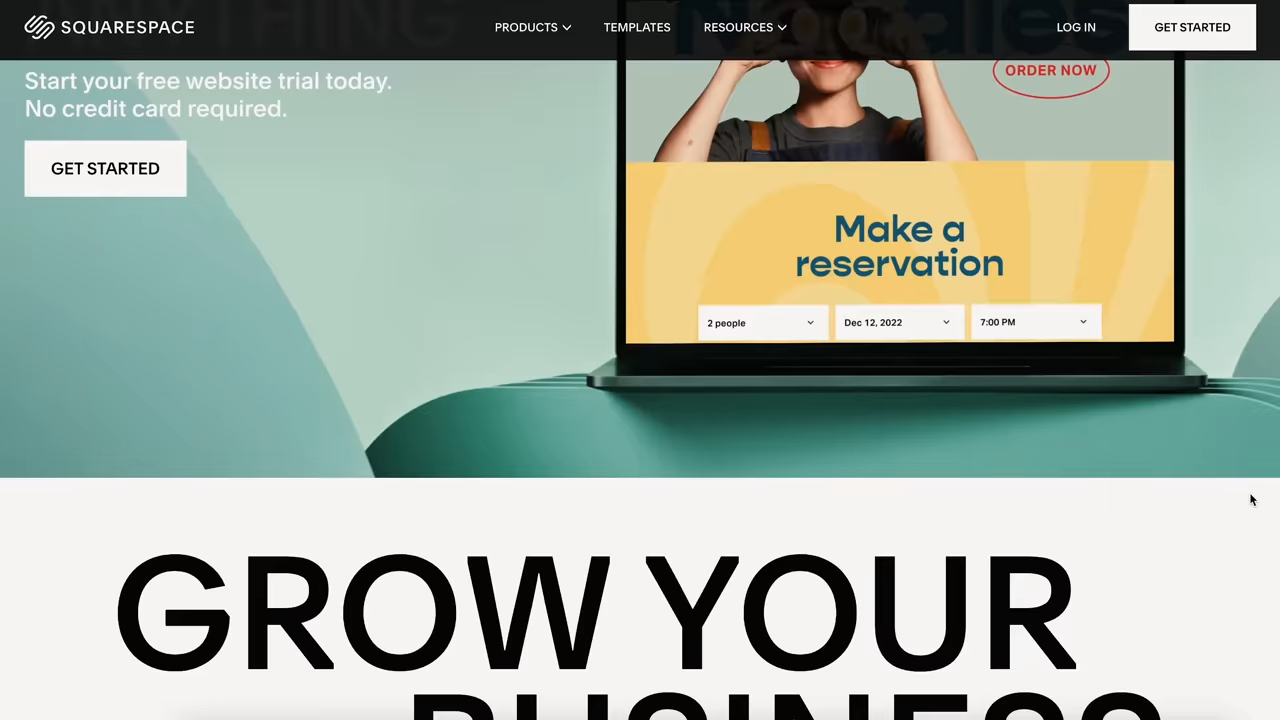 SQUARESPACE
PRODUCTS
TEMPLATES
RESOURCES
LOG IN
GET STARTED
Start your free website trial today.
No credit card required.
GET STARTED
ORDER NOW
Make a
reservation
2 people
Dec 12, 2022
7:00 PM
GROW YOUR
BUSINESS